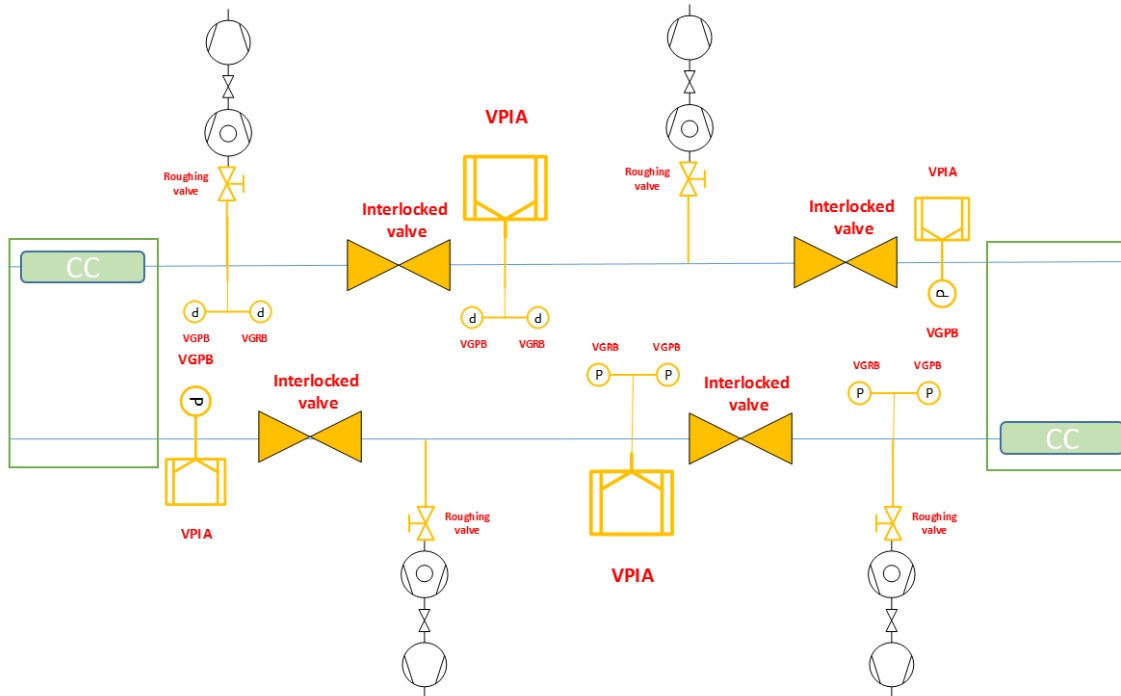 VPIA
Roughing
valve
Roughing
valve
VPIA
Interlocked
valve
Interlocked
valve
CC
P
P
P
P
P
VGPB
VGRB
VGPB
VGRB
VGPB
VGPB
VGRB
VGPB
VGRB
VGPB
P
P
P
Interlocked
valve
Interlocked
valve
P
P
CC
VPIA
Roughing
valve
VPIA
Roughing
valve